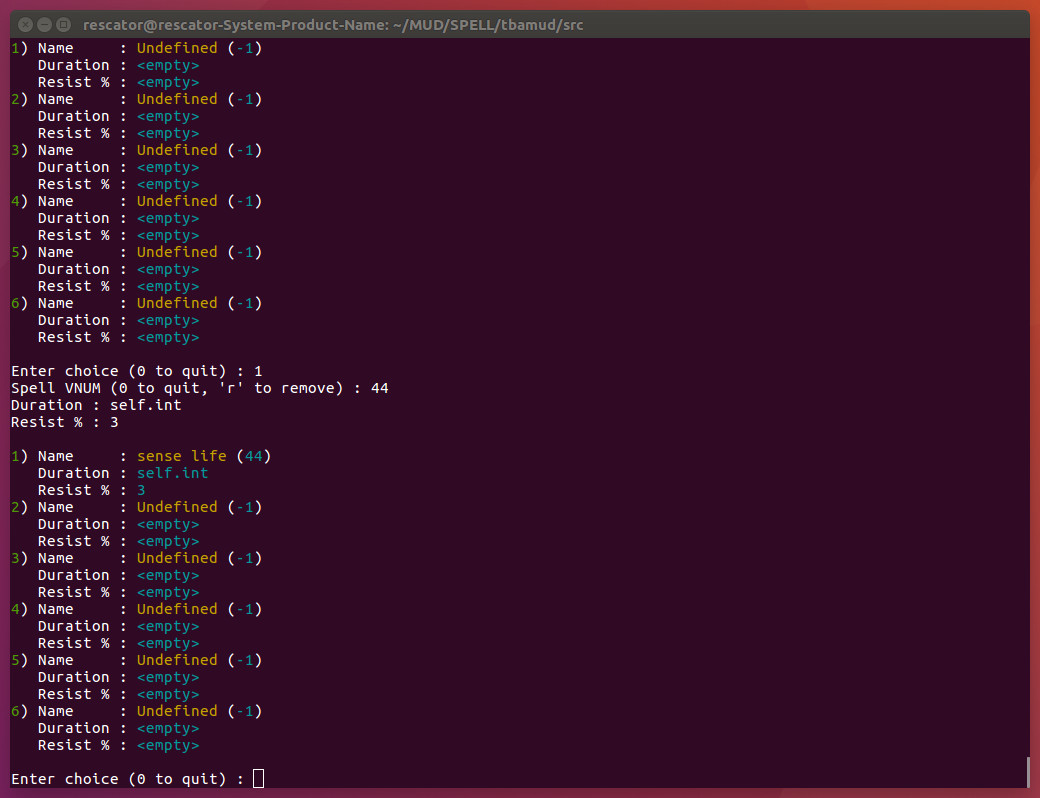 rescator@rescator-System-Product-Name: ~/MUD/SPELL/tbamud/src
1) Name     : Undefined (-1)
   Duration : <empty>
   Resist % : <empty>
2) Name     : Undefined (-1)
   Duration : <empty>
   Resist % : <empty>
3) Name     : Undefined (-1)
   Duration : <empty>
   Resist % : <empty>
4) Name     : Undefined (-1)
   Duration : <empty>
   Resist % : <empty>
5) Name     : Undefined (-1)
   Duration : <empty>
   Resist % : <empty>
6) Name     : Undefined (-1)
   Duration : <empty>
   Resist % : <empty>
Enter choice (0 to quit) : 1
Spell VNUM (0 to quit, 'r' to remove) : 44
Duration : self.int
Resist % : 3
1) Name     : sense life (44)
   Duration : self.int
   Resist % : 3
2) Name     : Undefined (-1)
   Duration : <empty>
   Resist % : <empty>
3) Name     : Undefined (-1)
   Duration : <empty>
   Resist % : <empty>
4) Name     : Undefined (-1)
   Duration : <empty>
   Resist % : <empty>
5) Name     : Undefined (-1)
   Duration : <empty>
   Resist % : <empty>
6) Name     : Undefined (-1)
   Duration : <empty>
   Resist % : <empty>
Enter choice (0 to quit) :